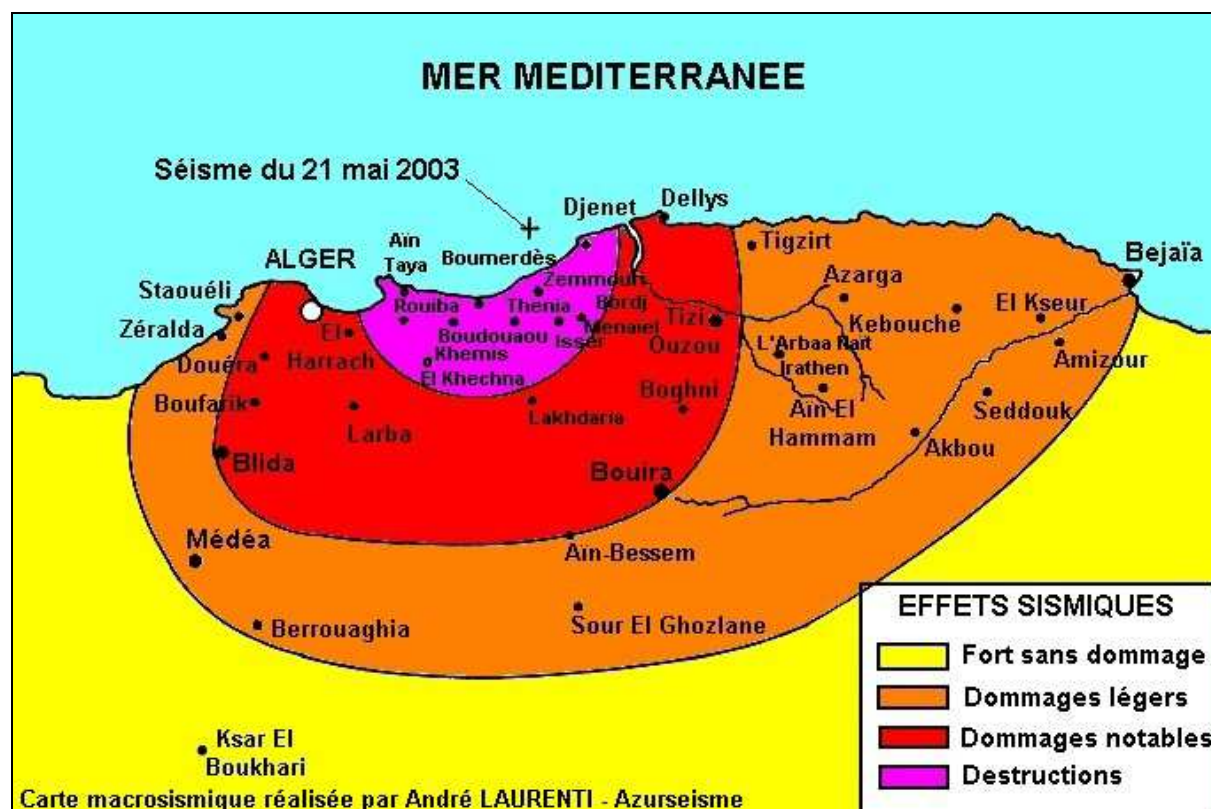 MER MEDITERRANEE
Séisme du 21 mai 2003
Dellys
Djenet
Tigzirt
Aïn
Taya
Boumerdès
ALGER
Bejaïa
Staouéli
Zemmouri
Azarga
Zéralda
Rouiba
Thénia
Bordj
Menaiel
El Kseur
El
Harrach
Boudouaou
Isser
Tizi
Ouzou
Kebouche
Douéra
Khemis
El Khechna
L'Arbaa Nait
Irathen
Amizour
Boufarik
Larba
Lakhdaria
Boghni
Aïn-El
Hammam
Seddouk
Akbou
Blida
Bouira
Médéa
Aïn-Bessem
Berrouaghia
Sour El Ghozlane
Ksar El
Boukhari
EFFETS SISMIQUES
Fort sans dommage
Dommages légers
Dommages notables
Destructions
Carte macrosismique réalisée par André LAURENTI - Azurseisme